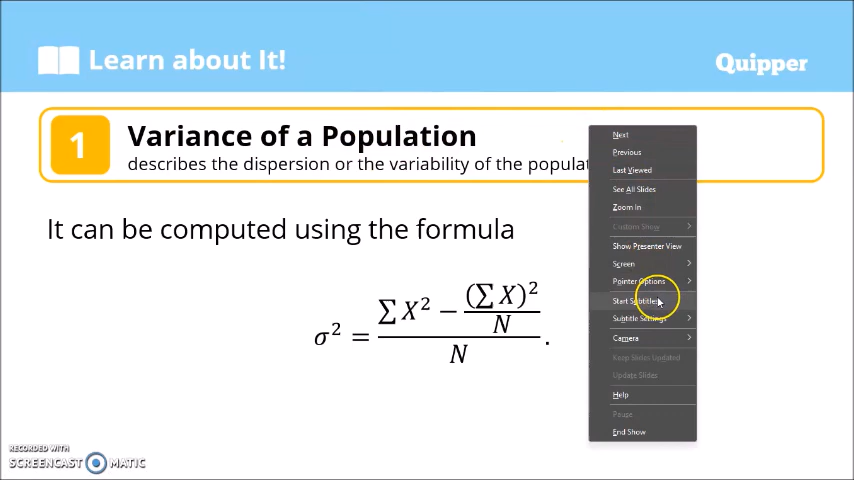 Learn about It!
Quipper
1
Variance of a Population
describes the dispersion or the variability of the populat
It can be computed using the formula
σ² = (∑ X² − (∑ X)²/N) / N.
Next
Previous
Last Viewed
See All Slides
Zoom In
Custom Show
Show Presenter View
Screen
Pointer Options
Start Subtitles
Subtitle Settings
Camera
Keep Slides Updated
Update Slides
Help
Pause
End Show
RECORDED WITH
SCREENCAST MATIC